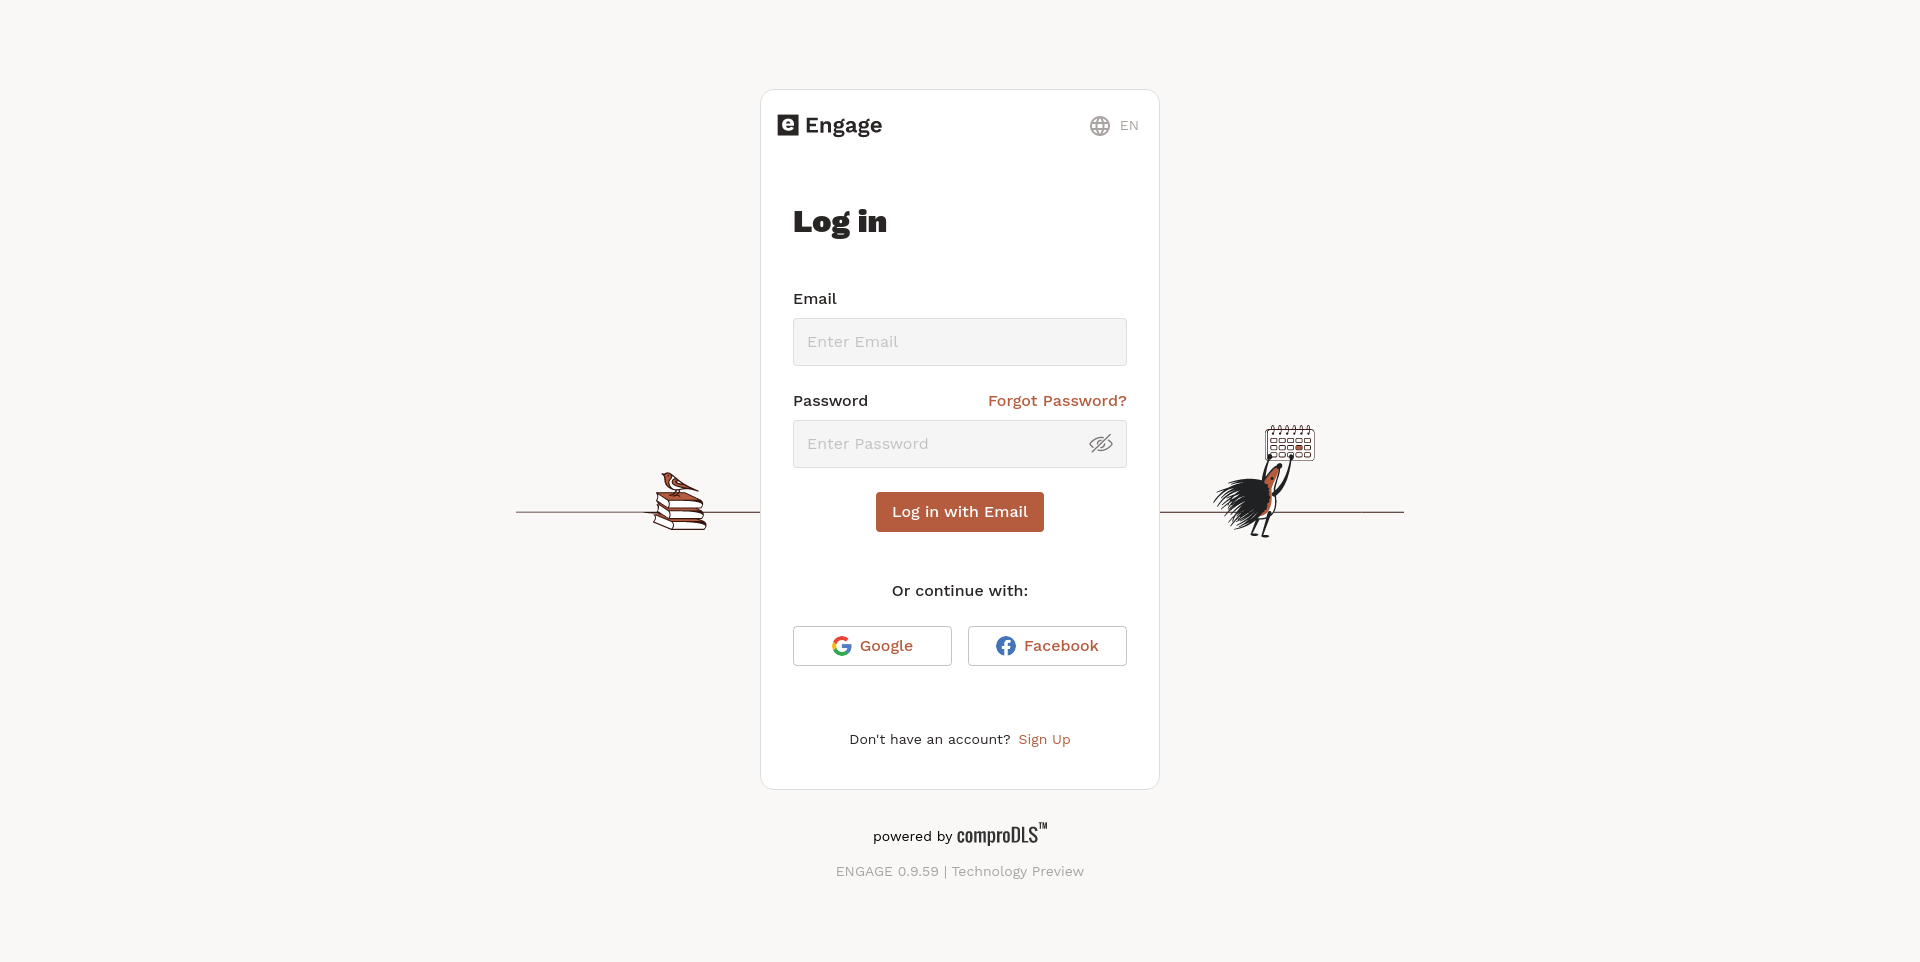 e Engage
EN
Log in
Email
Enter Email
Password
Forgot Password?
Enter Password
Log in with Email
Or continue with:
Google
Facebook
Don't have an account? Sign Up
powered by comproDLS™
ENGAGE 0.9.59 | Technology Preview